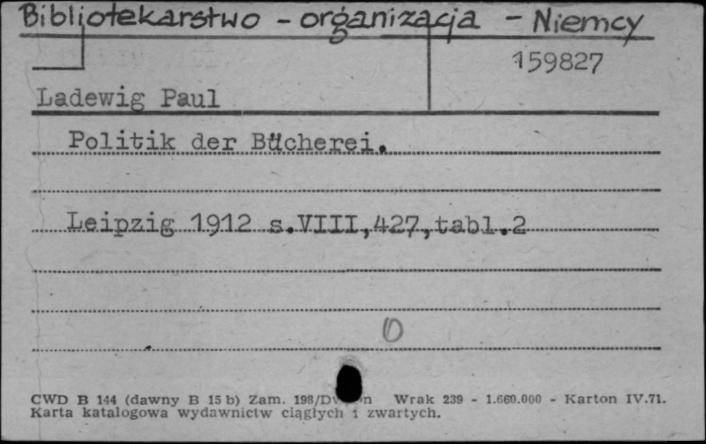 Bibljotekarstwo - organizacja - Niemcy
159827
Ladewig Paul
Politik der Bücherei.
Leipzig 1912 s.VIII,427,tabl.2
CWD B 144 (dawny B 15 b) Zam. 198/D Wrak 239 - 1.660.000 - Karton IV.71.
Karta katalogowa wydawnictw ciągłych i zwartych.